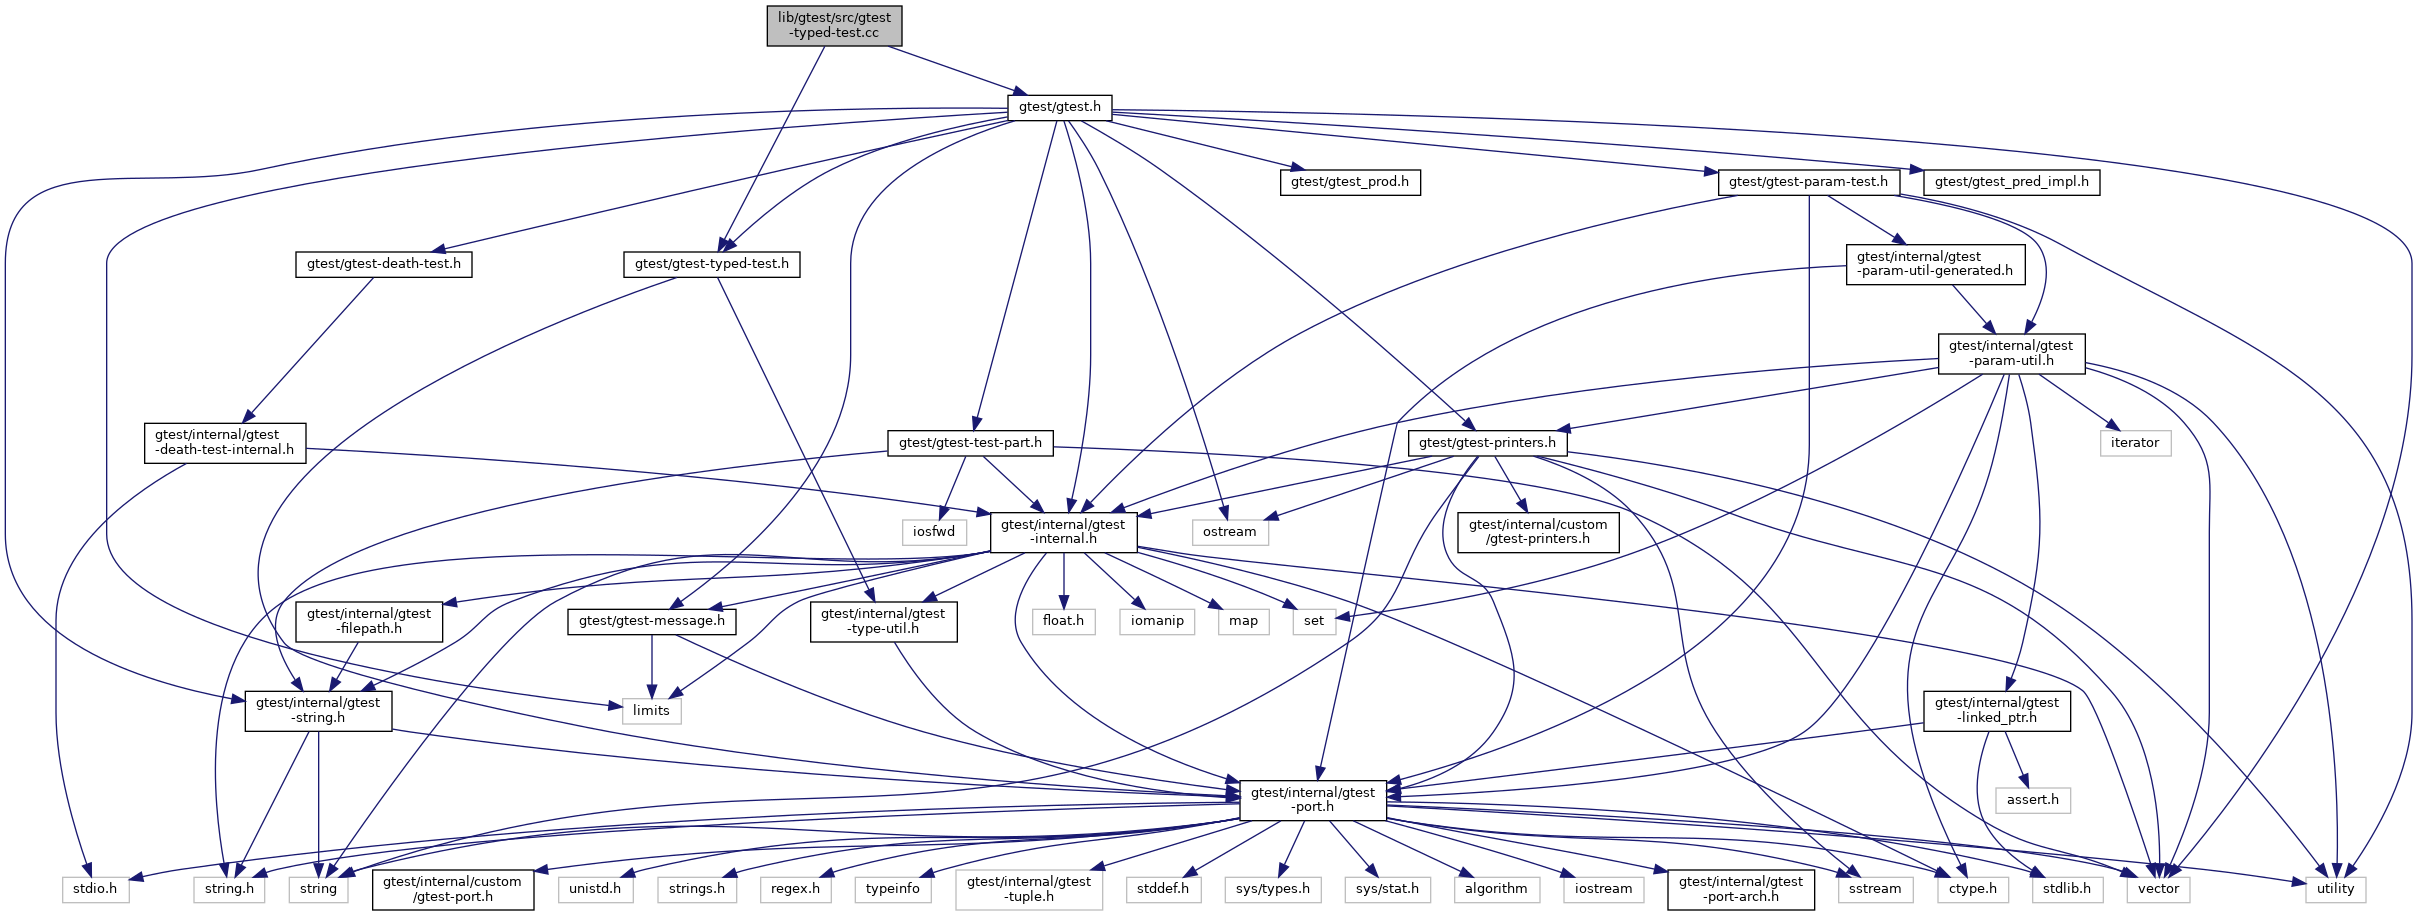 lib/gtest/src/gtest
-typed-test.cc
gtest/gtest.h
gtest/gtest_prod.h
gtest/gtest-param-test.h
gtest/gtest_pred_impl.h
gtest/gtest-death-test.h
gtest/gtest-typed-test.h
gtest/internal/gtest
-param-util-generated.h
gtest/internal/gtest
-param-util.h
gtest/internal/gtest
-death-test-internal.h
gtest/gtest-test-part.h
gtest/gtest-printers.h
iterator
iosfwd
gtest/internal/gtest
-internal.h
ostream
gtest/internal/custom
/gtest-printers.h
gtest/internal/gtest
-filepath.h
gtest/gtest-message.h
gtest/internal/gtest
-type-util.h
float.h
iomanip
map
set
gtest/internal/gtest
-string.h
limits
gtest/internal/gtest
-linked_ptr.h
gtest/internal/gtest
-port.h
assert.h
stdio.h
string.h
string
gtest/internal/custom
/gtest-port.h
unistd.h
strings.h
regex.h
typeinfo
gtest/internal/gtest
-tuple.h
stddef.h
sys/types.h
sys/stat.h
algorithm
iostream
gtest/internal/gtest
-port-arch.h
sstream
ctype.h
stdlib.h
vector
utility